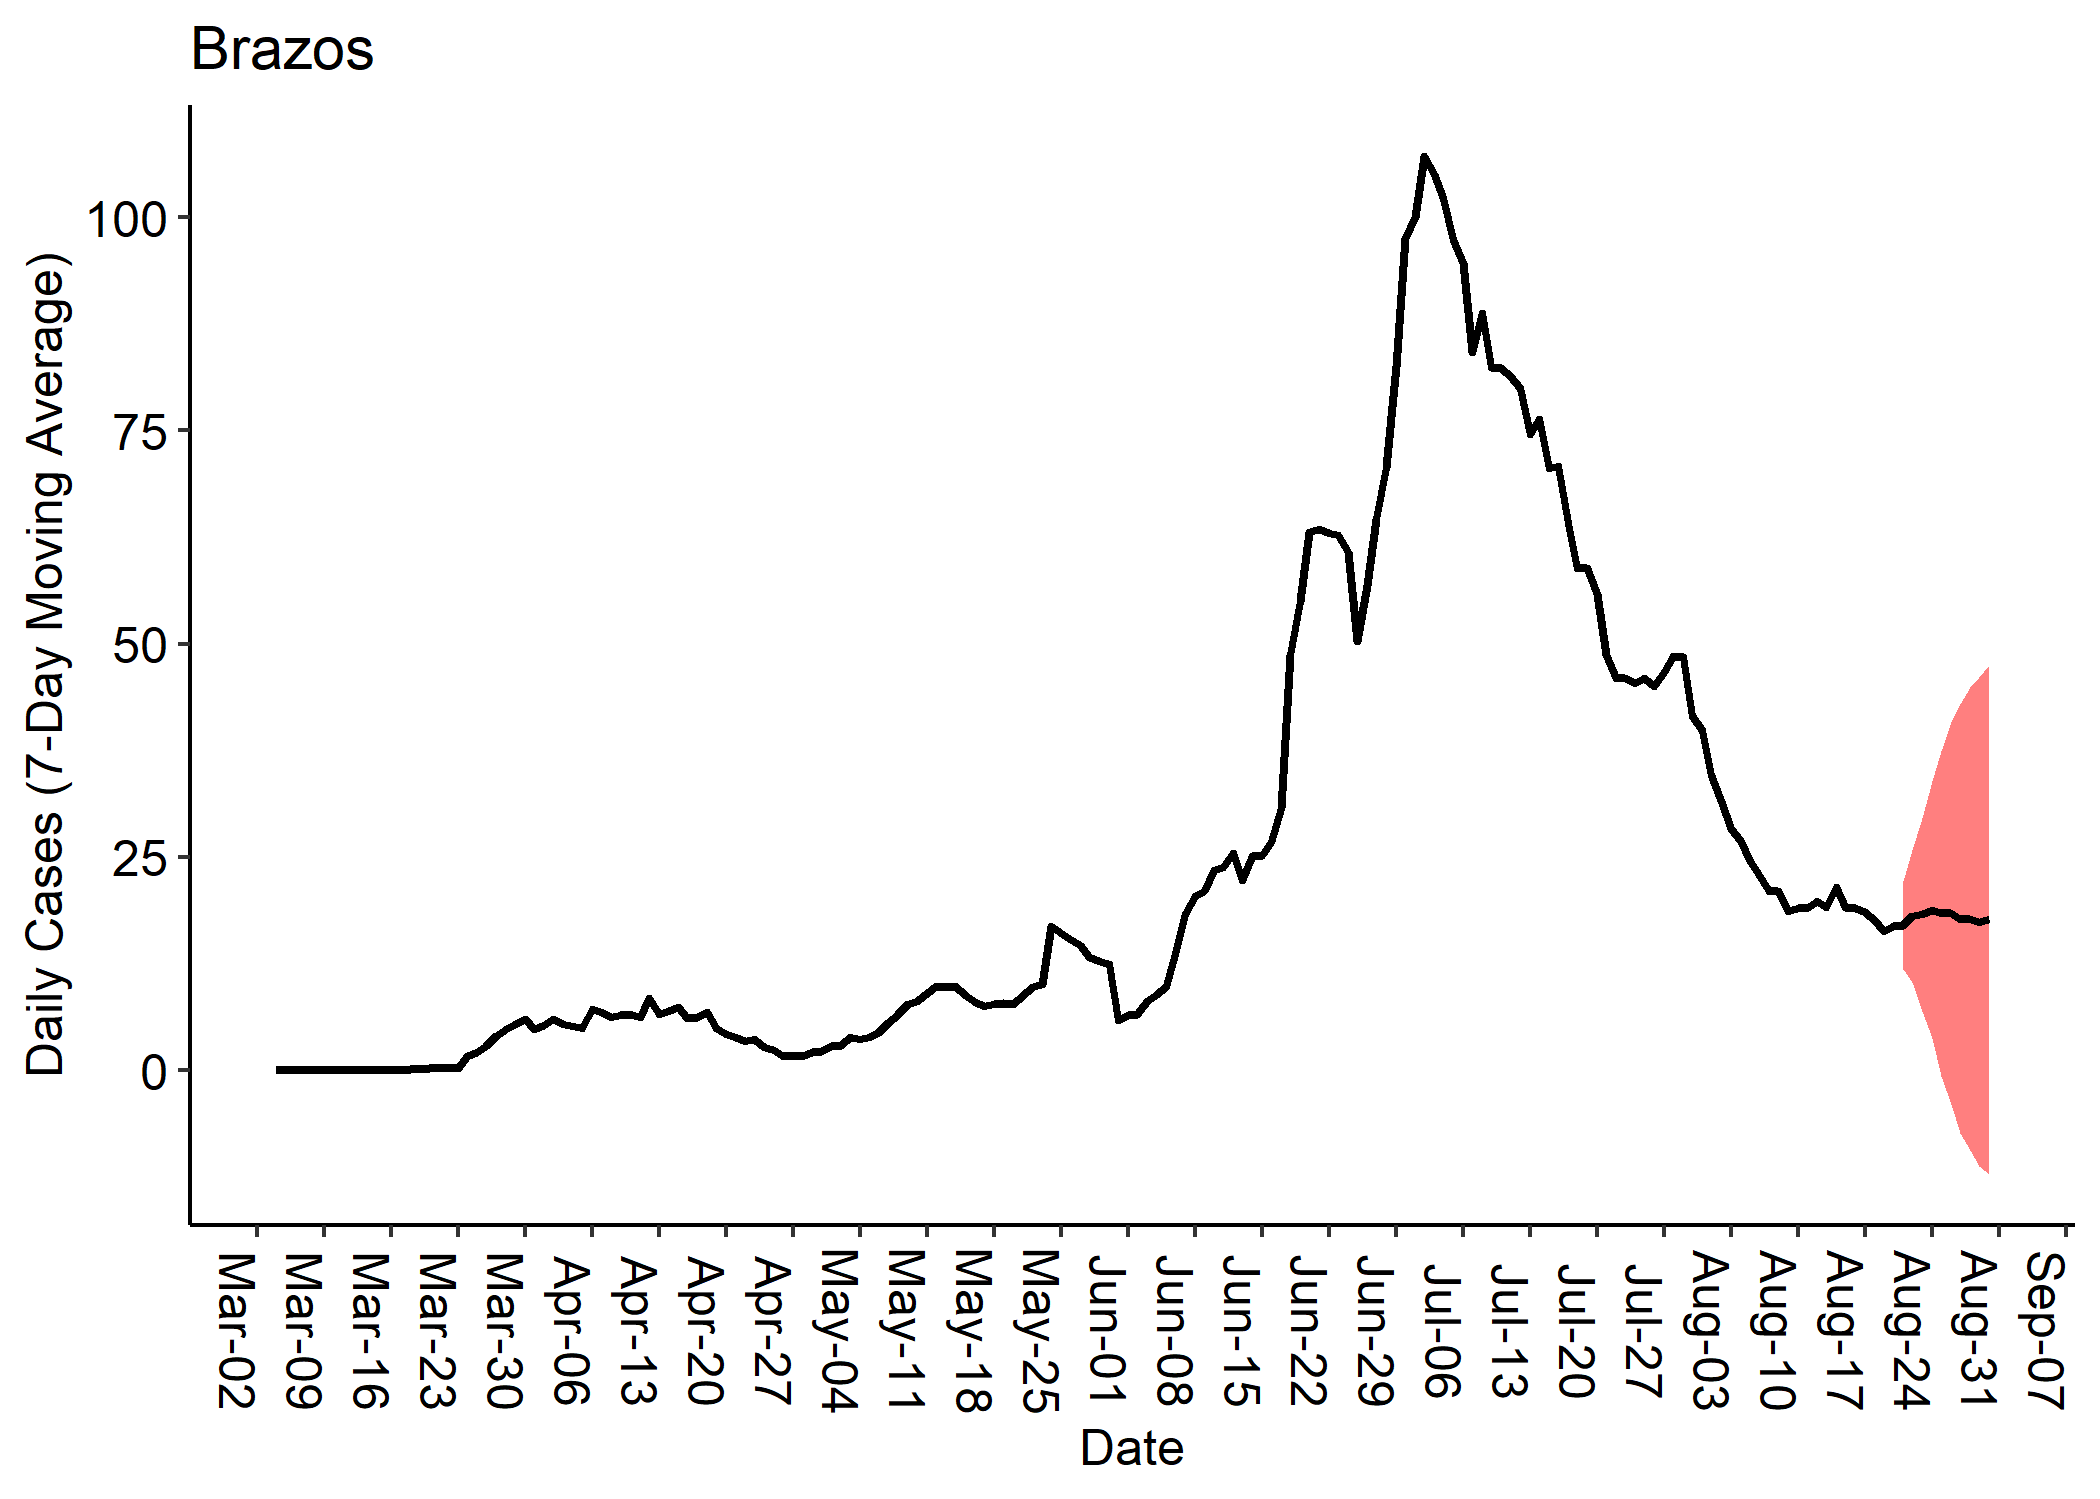 Brazos
Daily Cases (7-Day Moving Average)
100
75
50
25
0
Mar-02
Mar-09
Mar-16
Mar-23
Mar-30
Apr-06
Apr-13
Apr-20
Apr-27
May-04
May-11
May-18
May-25
Jun-01
Jun-08
Jun-15
Jun-22
Jun-29
Jul-06
Jul-13
Jul-20
Jul-27
Aug-03
Aug-10
Aug-17
Aug-24
Aug-31
Sep-07
Date